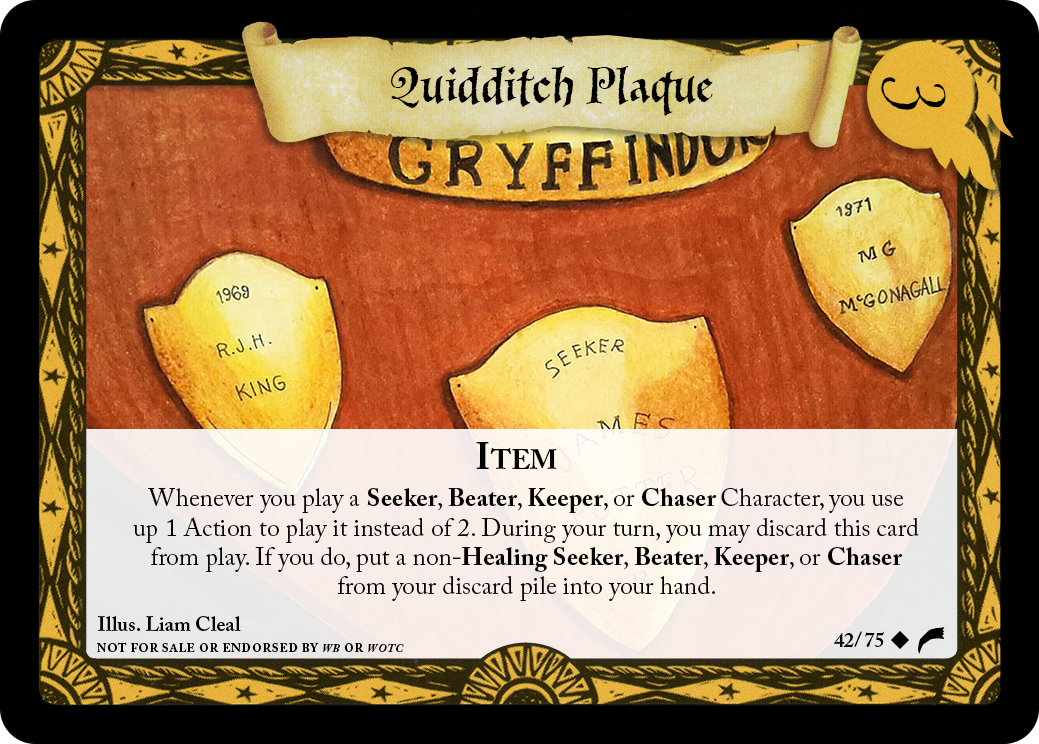 Quidditch Plaque
3
GRYFFINDOR
1971
MG
McGONAGALL
1969
R.J.H.
KING
SEEKER
JAMES
ITEM
Whenever you play a Seeker, Beater, Keeper, or Chaser Character, you use
up 1 Action to play it instead of 2. During your turn, you may discard this card
from play. If you do, put a non-Healing Seeker, Beater, Keeper, or Chaser
from your discard pile into your hand.
Illus. Liam Cleal
NOT FOR SALE OR ENDORSED BY WB OR WOTC
42/75